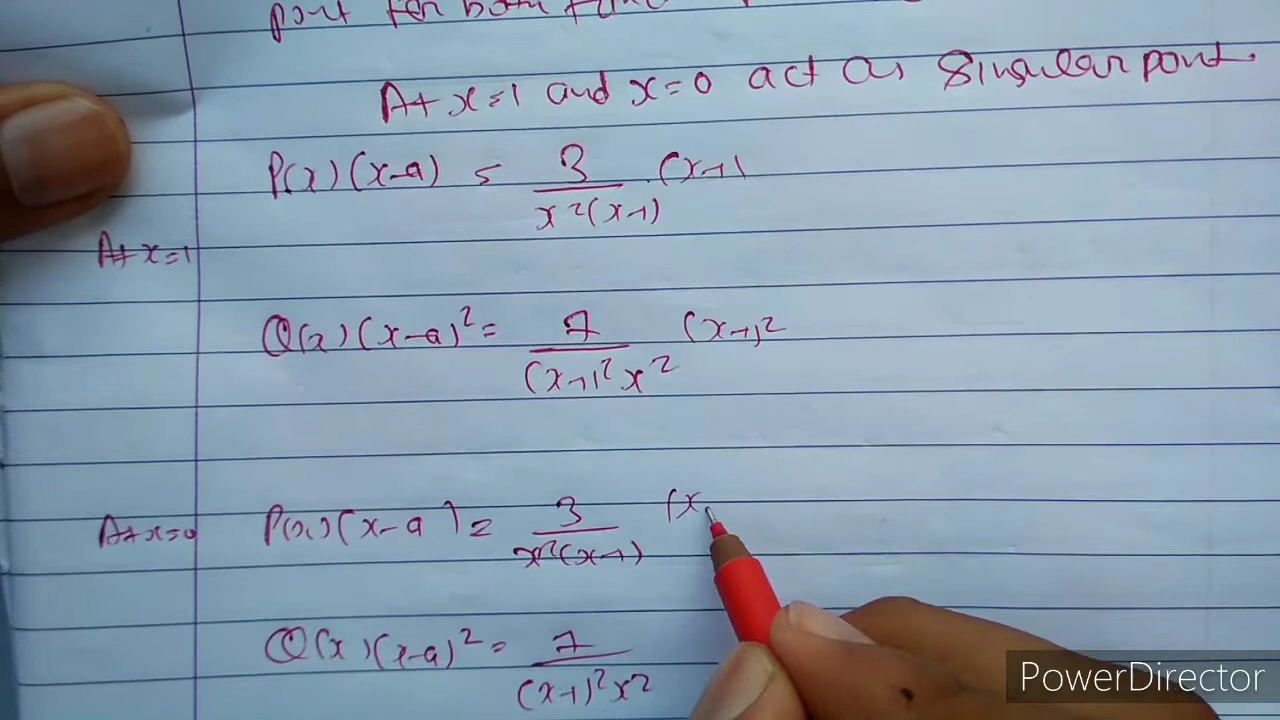 At x=1 and x=0 act as singular point.
P(x)(x-a) = 3/x²(x-1) . (x-1
At x=1
Q(x)(x-a)² = 7/(x-1)²x² (x-1)²
At x=0 P(x)(x-a) = 3/x²(x-1) (x
Q(x)(x-a)² = 7/(x-1)²x²
PowerDirector